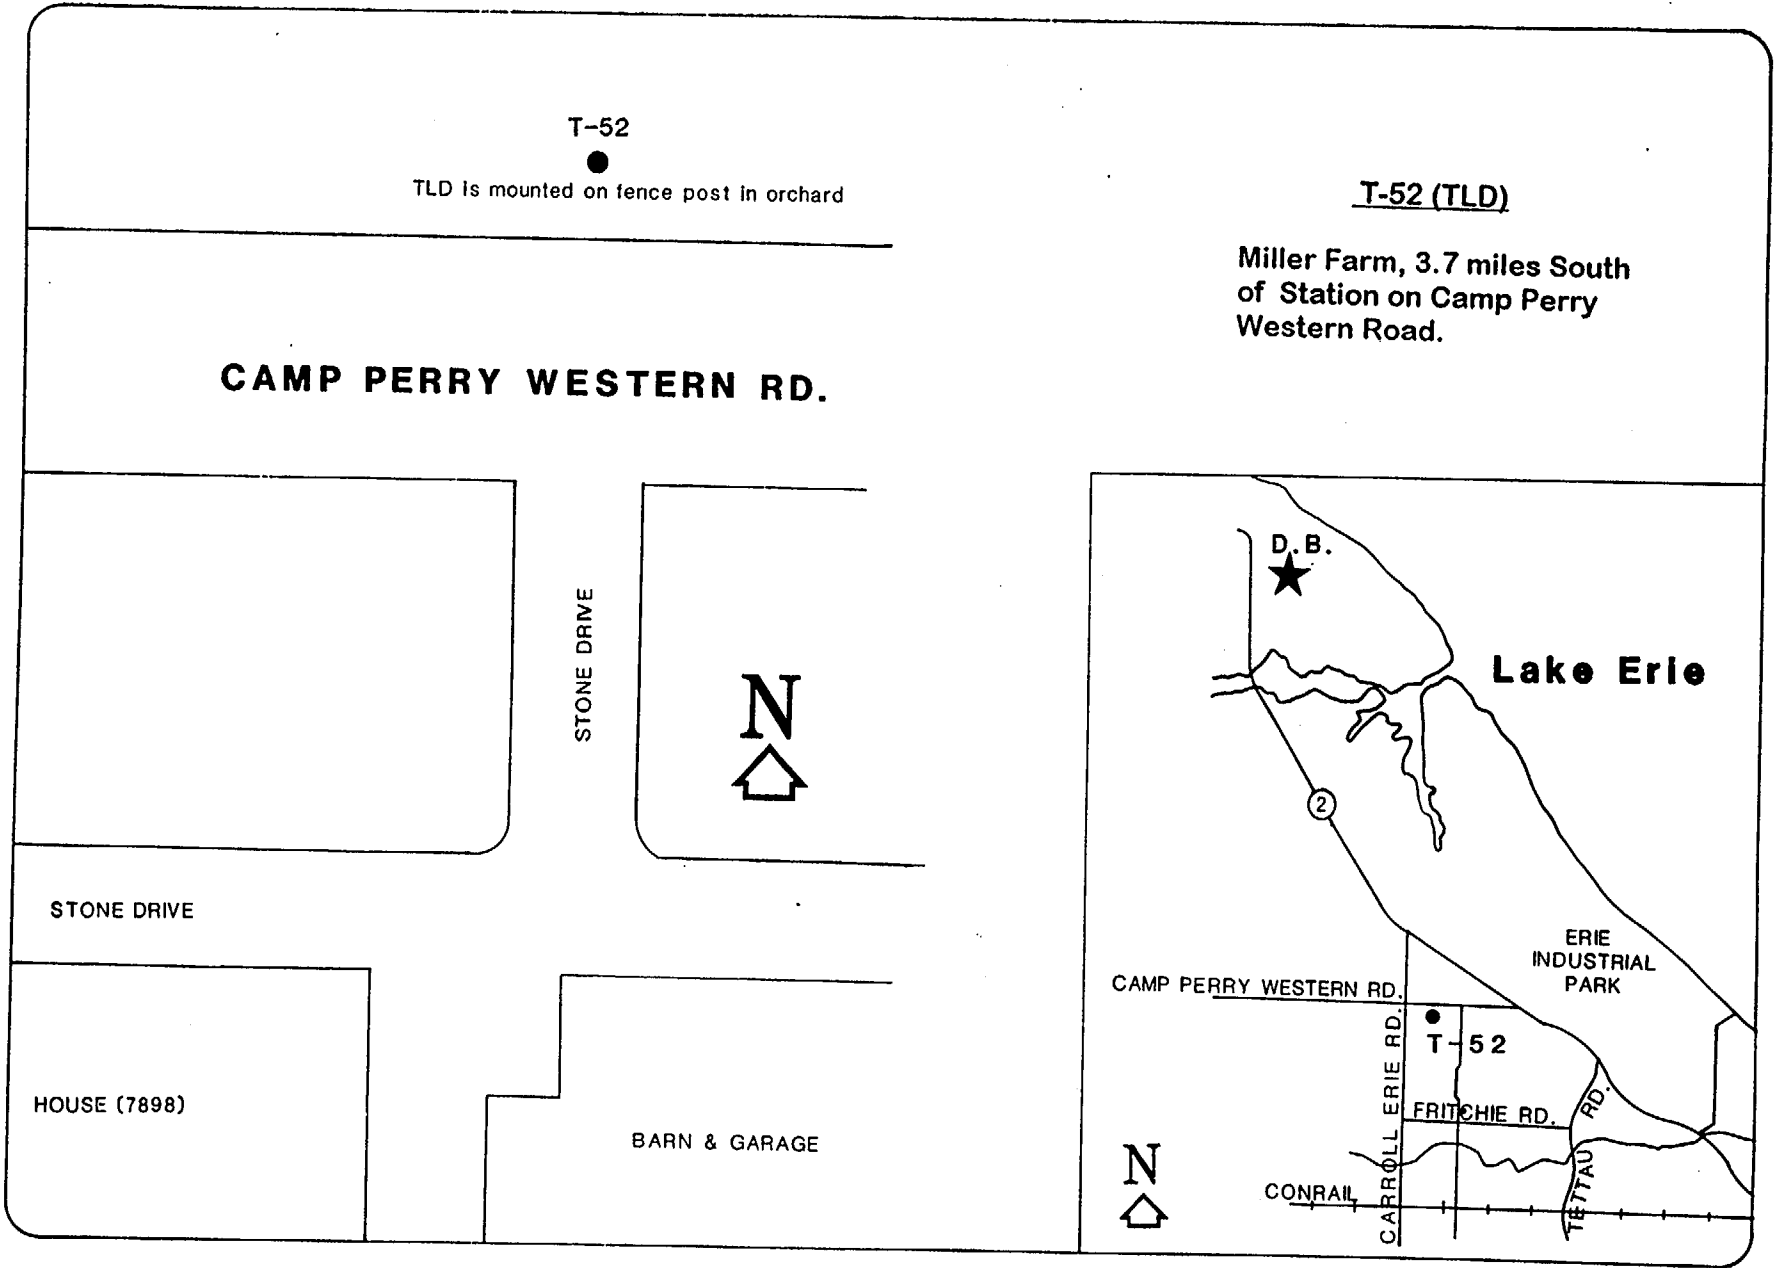 T-52
TLD is mounted on fence post in orchard
T-52 (TLD)
Miller Farm, 3.7 miles South
of Station on Camp Perry
Western Road.
CAMP PERRY WESTERN RD.
STONE DRIVE
N
STONE DRIVE
HOUSE (7898)
BARN & GARAGE
D.B.
Lake Erie
2
ERIE
INDUSTRIAL
PARK
CAMP PERRY WESTERN RD.
T-52
CARROLL ERIE RD.
FRITCHIE RD.
TETTAU RD.
N
CONRAIL